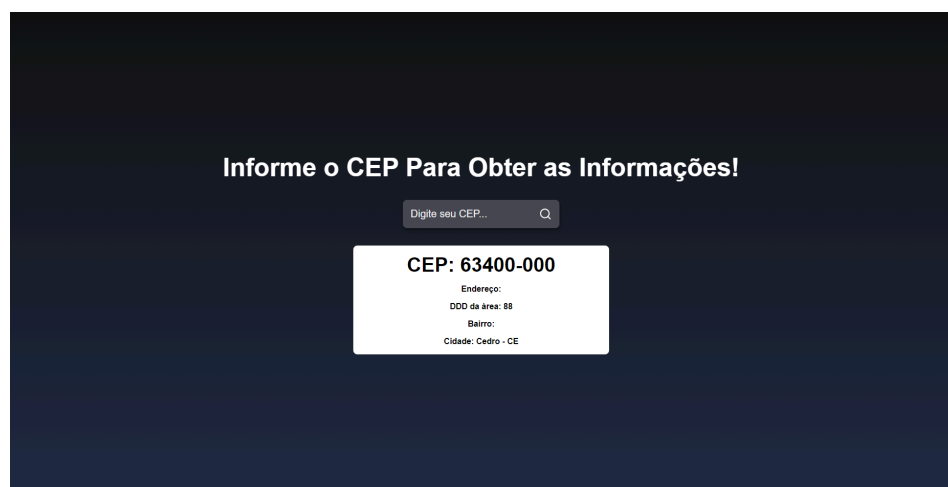 Informe o CEP Para Obter as Informações!
Digite seu CEP...
CEP: 63400-000
Endereço:
DDD da área: 88
Bairro:
Cidade: Cedro - CE